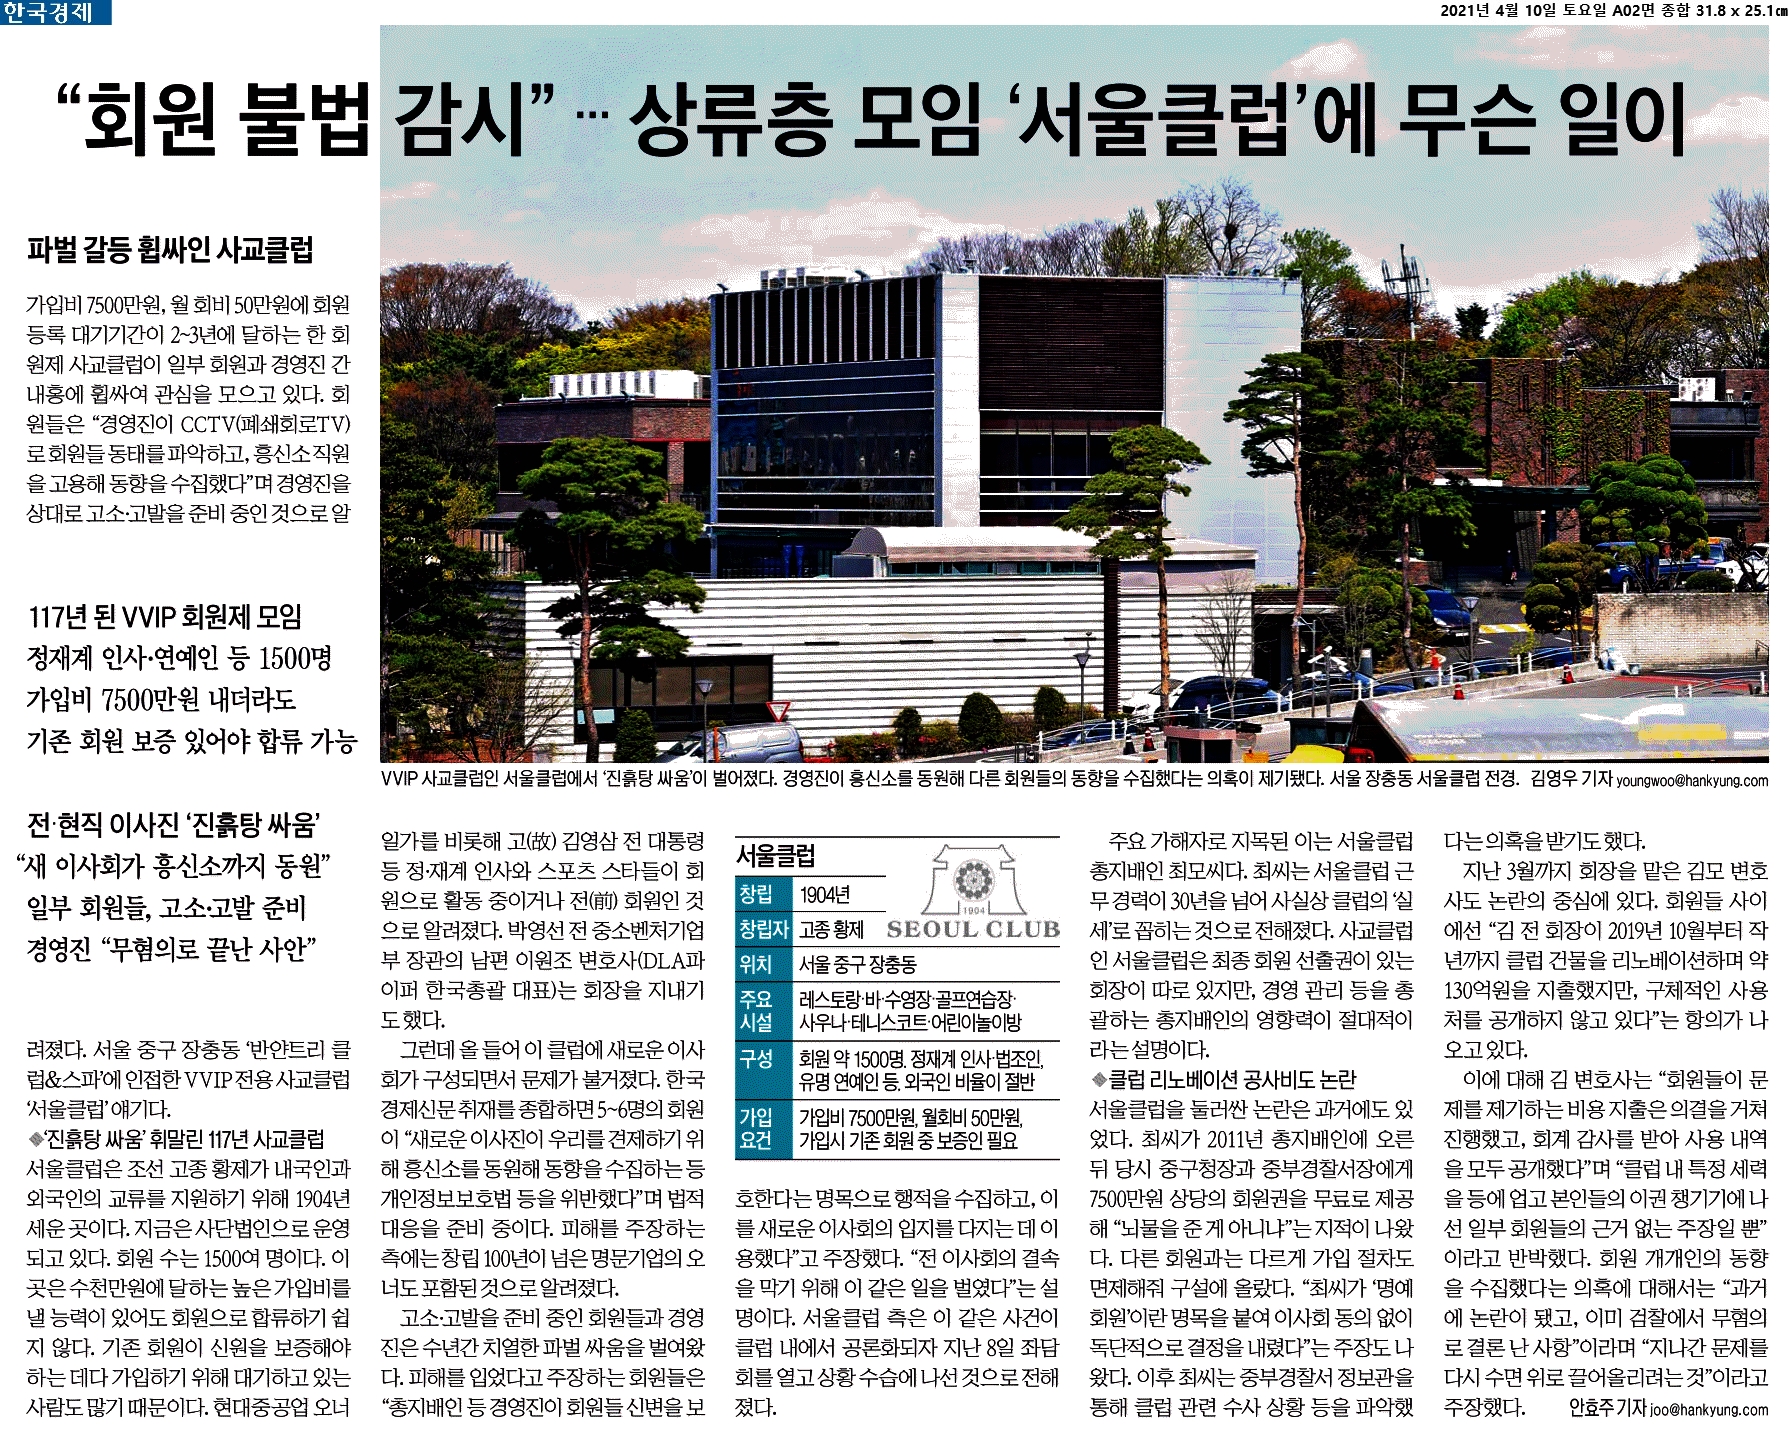 한국경제
2021년 4월 10일 토요일 A02면 종합 31.8 x 25.1㎝
“회원 불법 감시” … 상류층 모임 ‘서울클럽’에 무슨 일이
파벌 갈등 휩싸인 사교클럽
가입비 7500만원, 월 회비 50만원에 회원
등록 대기기간이 2~3년에 달하는 한 회
원제 사교클럽이 일부 회원과 경영진 간
내홍에 휩싸여 관심을 모으고 있다. 회
원들은 “경영진이 CCTV(폐쇄회로TV)
로 회원들 동태를 파악하고, 흥신소 직원
을 고용해 동향을 수집했다”며 경영진을
상대로 고소·고발을 준비 중인 것으로 알
117년 된 VVIP 회원제 모임
정재계 인사·연예인 등 1500명
가입비 7500만원 내더라도
기존 회원 보증 있어야 합류 가능
전·현직 이사진 ‘진흙탕 싸움’
“새 이사회가 흥신소까지 동원”
일부 회원들, 고소·고발 준비
경영진 “무혐의로 끝난 사안”
VVIP 사교클럽인 서울클럽에서 ‘진흙탕 싸움’이 벌어졌다. 경영진이 흥신소를 동원해 다른 회원들의 동향을 수집했다는 의혹이 제기됐다. 서울 장충동 서울클럽 전경. 김영우 기자 youngwoo@hankyung.com
려졌다. 서울 중구 장충동 ‘반얀트리 클
럽&스파’에 인접한 VVIP 전용 사교클럽
‘서울클럽’ 얘기다.
◆‘진흙탕 싸움’ 휘말린 117년 사교클럽
서울클럽은 조선 고종 황제가 내국인과
외국인의 교류를 지원하기 위해 1904년
세운 곳이다. 지금은 사단법인으로 운영
되고 있다. 회원 수는 1500여 명이다. 이
곳은 수천만원에 달하는 높은 가입비를
낼 능력이 있어도 회원으로 합류하기 쉽
지 않다. 기존 회원이 신원을 보증해야
하는 데다 가입하기 위해 대기하고 있는
사람도 많기 때문이다. 현대중공업 오너
일가를 비롯해 고(故) 김영삼 전 대통령
등 정·재계 인사와 스포츠 스타들이 회
원으로 활동 중이거나 전(前) 회원인 것
으로 알려졌다. 박영선 전 중소벤처기업
부 장관의 남편 이원조 변호사(DLA파
이퍼 한국총괄 대표)는 회장을 지내기
도 했다.
그런데 올 들어 이 클럽에 새로운 이사
회가 구성되면서 문제가 불거졌다. 한국
경제신문 취재를 종합하면 5~6명의 회원
이 “새로운 이사진이 우리를 견제하기 위
해 흥신소를 동원해 동향을 수집하는 등
개인정보보호법 등을 위반했다”며 법적
대응을 준비 중이다. 피해를 주장하는
측에는 창립 100년이 넘은 명문기업의 오
너도 포함된 것으로 알려졌다.
고소·고발을 준비 중인 회원들과 경영
진은 수년간 치열한 파벌 싸움을 벌여왔
다. 피해를 입었다고 주장하는 회원들은
“총지배인 등 경영진이 회원들 신변을 보
서울클럽
1904
SEOUL CLUB
창립 1904년
창립자 고종 황제
위치 서울 중구 장충동
주요 시설 레스토랑·바·수영장·골프연습장·
사우나·테니스코트·어린이놀이방
구성 회원 약 1500명. 정재계 인사·법조인,
유명 연예인 등. 외국인 비율이 절반
가입 요건 가입비 7500만원, 월회비 50만원,
가입시 기존 회원 중 보증인 필요
호한다는 명목으로 행적을 수집하고, 이
를 새로운 이사회의 입지를 다지는 데 이
용했다”고 주장했다. “전 이사회의 결속
을 막기 위해 이 같은 일을 벌였다”는 설
명이다. 서울클럽 측은 이 같은 사건이
클럽 내에서 공론화되자 지난 8일 좌담
회를 열고 상황 수습에 나선 것으로 전해
졌다.
주요 가해자로 지목된 이는 서울클럽
총지배인 최모씨다. 최씨는 서울클럽 근
무 경력이 30년을 넘어 사실상 클럽의 ‘실
세’로 꼽히는 것으로 전해졌다. 사교클럽
인 서울클럽은 최종 회원 선출권이 있는
회장이 따로 있지만, 경영 관리 등을 총
괄하는 총지배인의 영향력이 절대적이
라는 설명이다.
◆클럽 리노베이션 공사비도 논란
서울클럽을 둘러싼 논란은 과거에도 있
었다. 최씨가 2011년 총지배인에 오른
뒤 당시 중구청장과 중부경찰서장에게
7500만원 상당의 회원권을 무료로 제공
해 “뇌물을 준 게 아니냐”는 지적이 나왔
다. 다른 회원과는 다르게 가입 절차도
면제해줘 구설에 올랐다. “최씨가 ‘명예
회원’이란 명목을 붙여 이사회 동의 없이
독단적으로 결정을 내렸다”는 주장도 나
왔다. 이후 최씨는 중부경찰서 정보관을
통해 클럽 관련 수사 상황 등을 파악했
다는 의혹을 받기도 했다.
지난 3월까지 회장을 맡은 김모 변호
사도 논란의 중심에 있다. 회원들 사이
에선 “김 전 회장이 2019년 10월부터 작
년까지 클럽 건물을 리노베이션하며 약
130억원을 지출했지만, 구체적인 사용
처를 공개하지 않고 있다”는 항의가 나
오고 있다.
이에 대해 김 변호사는 “회원들이 문
제를 제기하는 비용 지출은 의결을 거쳐
진행했고, 회계 감사를 받아 사용 내역
을 모두 공개했다”며 “클럽 내 특정 세력
을 등에 업고 본인들의 이권 챙기기에 나
선 일부 회원들의 근거 없는 주장일 뿐”
이라고 반박했다. 회원 개개인의 동향
을 수집했다는 의혹에 대해서는 “과거
에 논란이 됐고, 이미 검찰에서 무혐의
로 결론 난 사항”이라며 “지나간 문제를
다시 수면 위로 끌어올리려는 것”이라고
주장했다. 안효주 기자 joo@hankyung.com